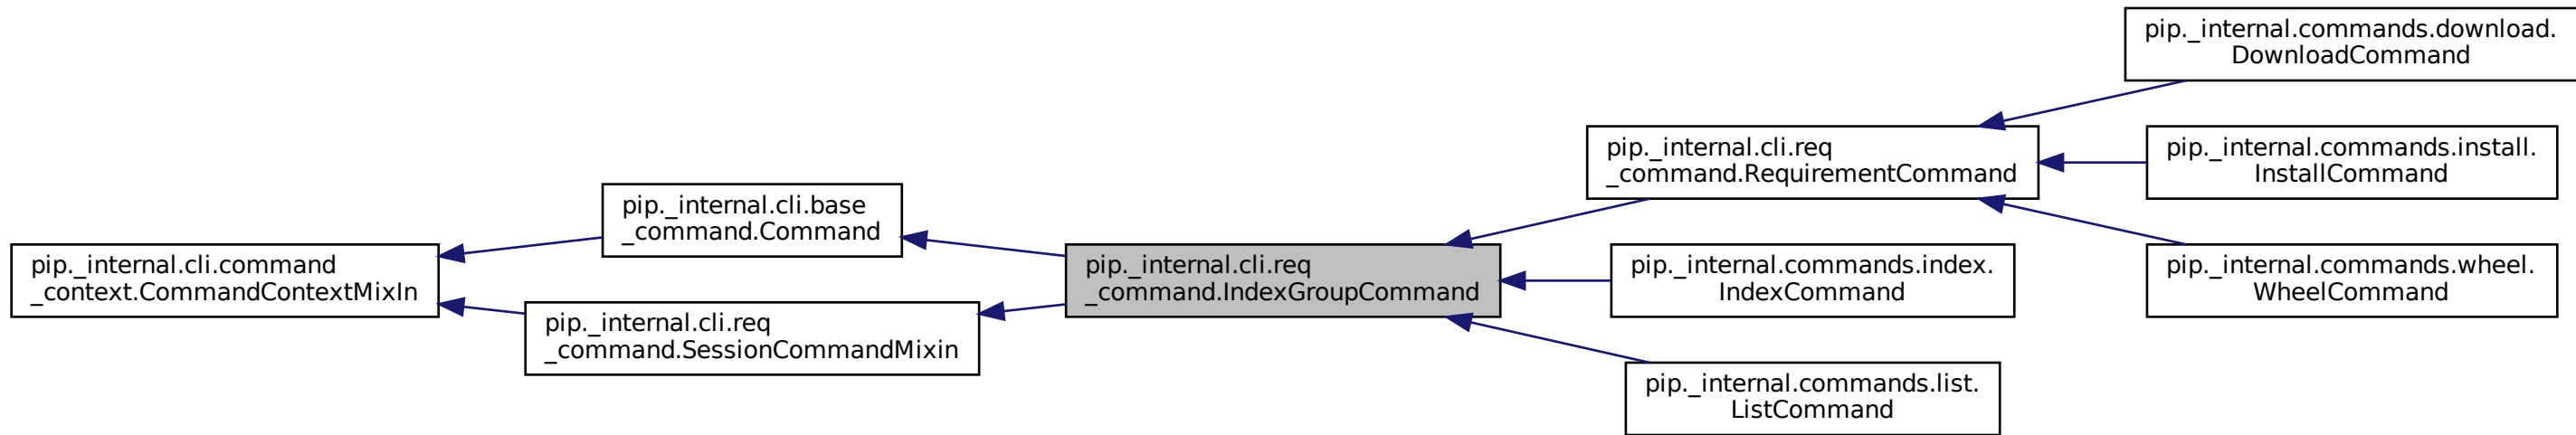 pip._internal.cli.command
_context.CommandContextMixIn
pip._internal.cli.base
_command.Command
pip._internal.cli.req
_command.SessionCommandMixin
pip._internal.cli.req
_command.IndexGroupCommand
pip._internal.cli.req
_command.RequirementCommand
pip._internal.commands.index.
IndexCommand
pip._internal.commands.list.
ListCommand
pip._internal.commands.download.
DownloadCommand
pip._internal.commands.install.
InstallCommand
pip._internal.commands.wheel.
WheelCommand